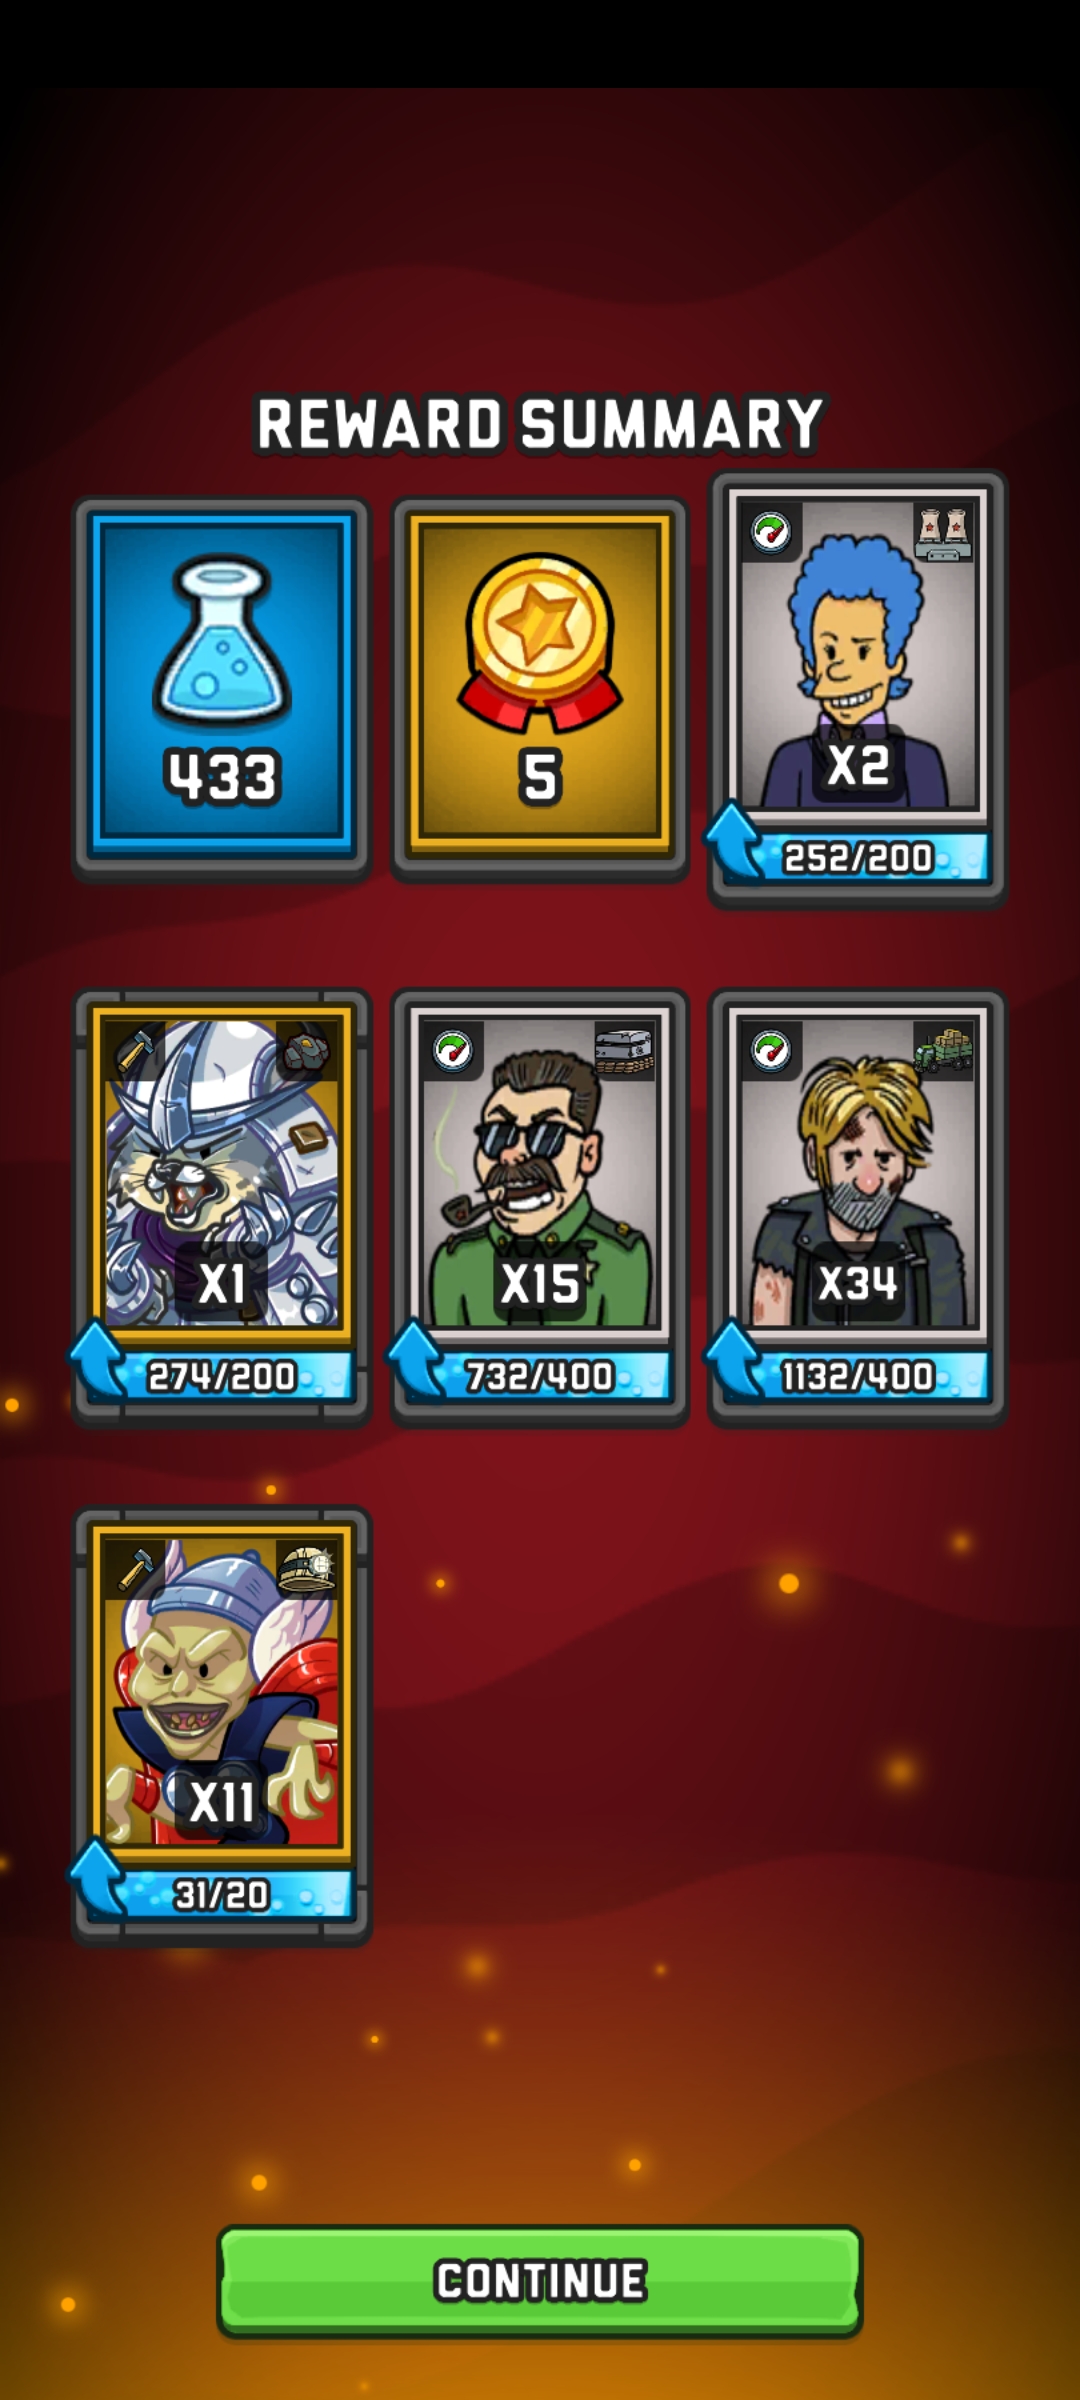 REWARD SUMMARY
433
5
X2
252/200
X1
274/200
X15
732/400
X34
1132/400
X11
31/20
CONTINUE